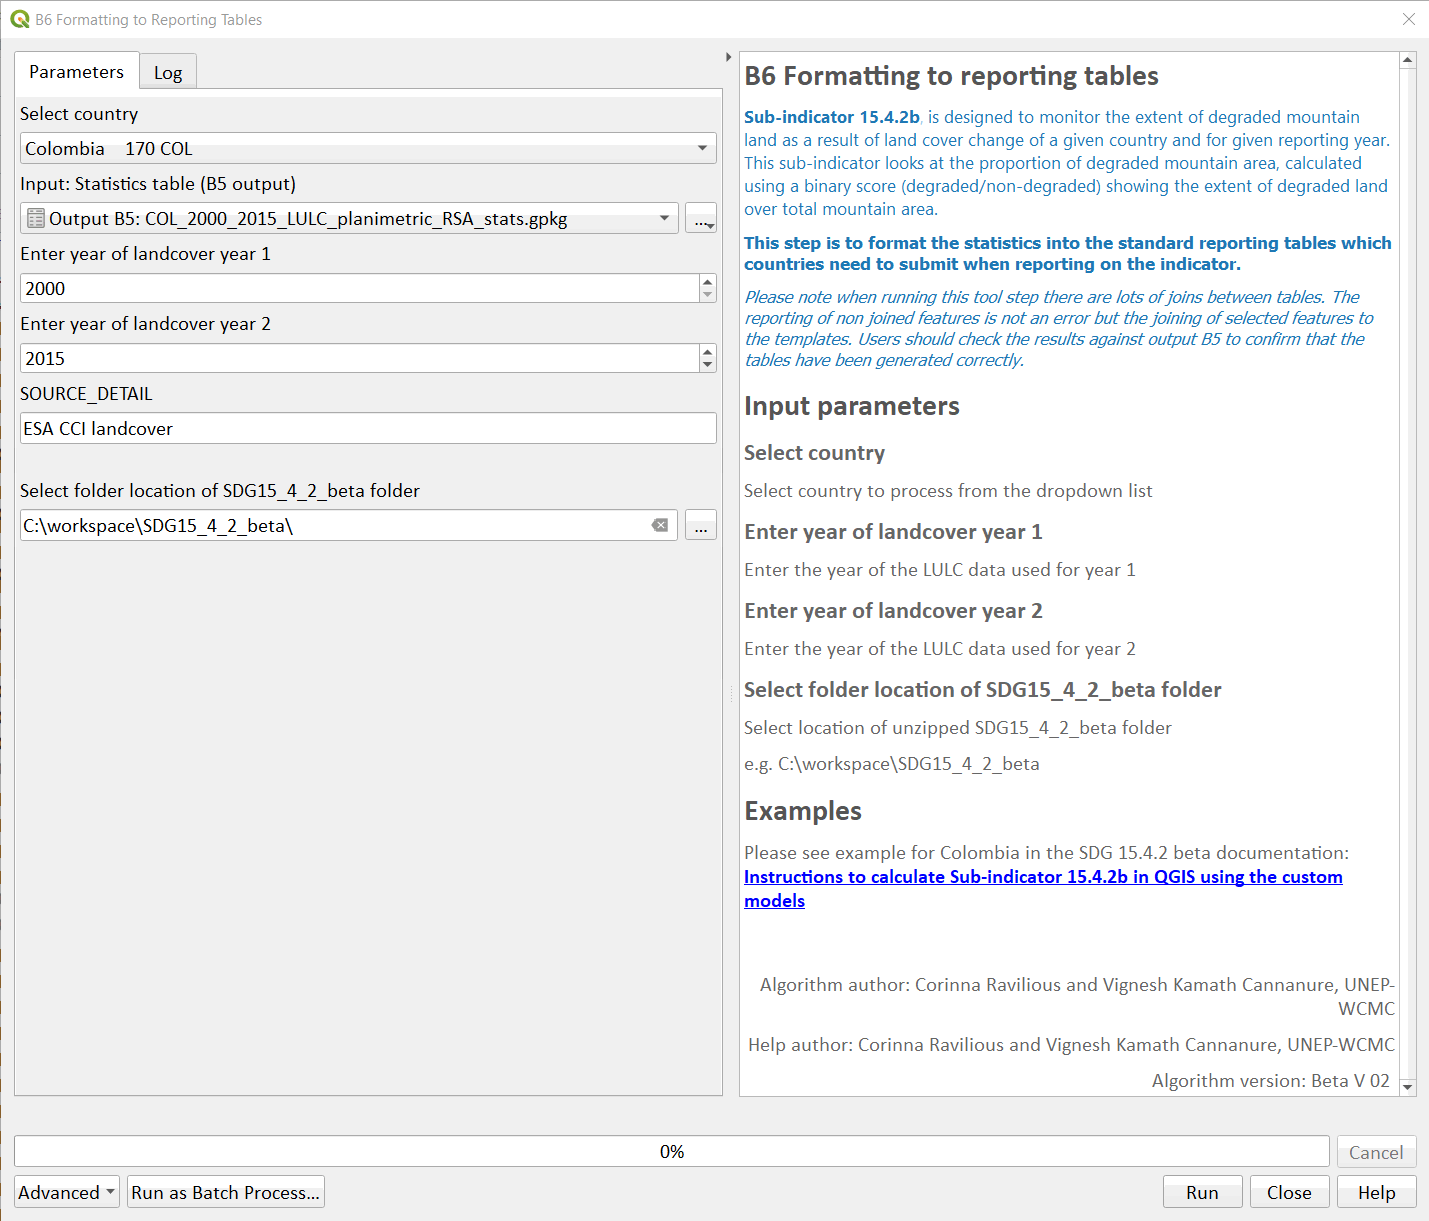 B6 Formatting to Reporting Tables
Parameters
Log
Select country
Colombia 170 COL
Input: Statistics table (B5 output)
Output B5: COL_2000_2015_LULC_planimetric_RSA_stats.gpkg
...
Enter year of landcover year 1
2000
Enter year of landcover year 2
2015
SOURCE_DETAIL
ESA CCI landcover
Select folder location of SDG15_4_2_beta folder
C:\workspace\SDG15_4_2_beta\
...
B6 Formatting to reporting tables
Sub-indicator 15.4.2b, is designed to monitor the extent of degraded mountain
land as a result of land cover change of a given country and for given reporting year.
This sub-indicator looks at the proportion of degraded mountain area, calculated
using a binary score (degraded/non-degraded) showing the extent of degraded land
over total mountain area.
This step is to format the statistics into the standard reporting tables which
countries need to submit when reporting on the indicator.
Please note when running this tool step there are lots of joins between tables. The
reporting of non joined features is not an error but the joining of selected features to
the templates. Users should check the results against output B5 to confirm that the
tables have been generated correctly.
Input parameters
Select country
Select country to process from the dropdown list
Enter year of landcover year 1
Enter the year of the LULC data used for year 1
Enter year of landcover year 2
Enter the year of the LULC data used for year 2
Select folder location of SDG15_4_2_beta folder
Select location of unzipped SDG15_4_2_beta folder
e.g. C:\workspace\SDG15_4_2_beta
Examples
Please see example for Colombia in the SDG 15.4.2 beta documentation:
Instructions to calculate Sub-indicator 15.4.2b in QGIS using the custom
models
Algorithm author: Corinna Ravilious and Vignesh Kamath Cannanure, UNEP-
WCMC
Help author: Corinna Ravilious and Vignesh Kamath Cannanure, UNEP-WCMC
Algorithm version: Beta V 02
0%
Cancel
Advanced
Run as Batch Process...
Run
Close
Help